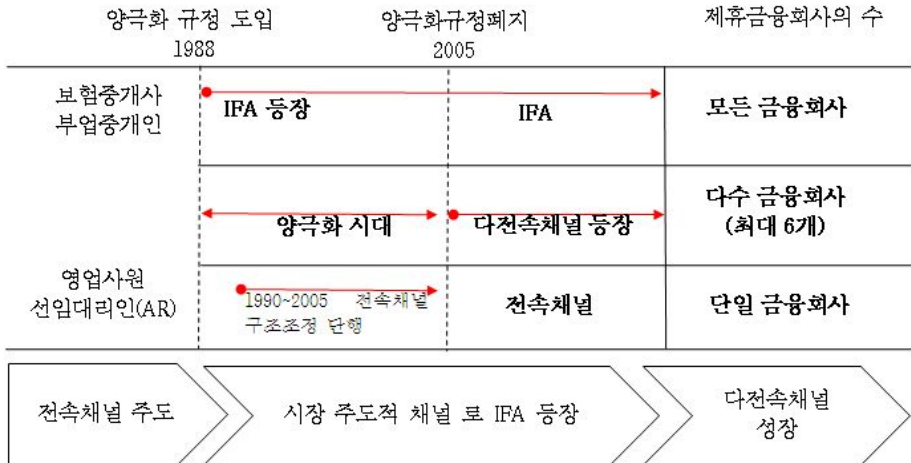 양극화 규정 도입
1988
양극화규정폐지
2005
제휴금융회사의 수
보험중개사
부업중개인
IFA 등장
IFA
모든 금융회사
양극화 시대
다전속채널 등장
다수 금융회사
(최대 6개)
영업사원
선임대리인(AR)
1990~2005 전속채널
구조조정 단행
전속채널
단일 금융회사
전속채널 주도
시장 주도적 채널 로 IFA 등장
다전속채널
성장